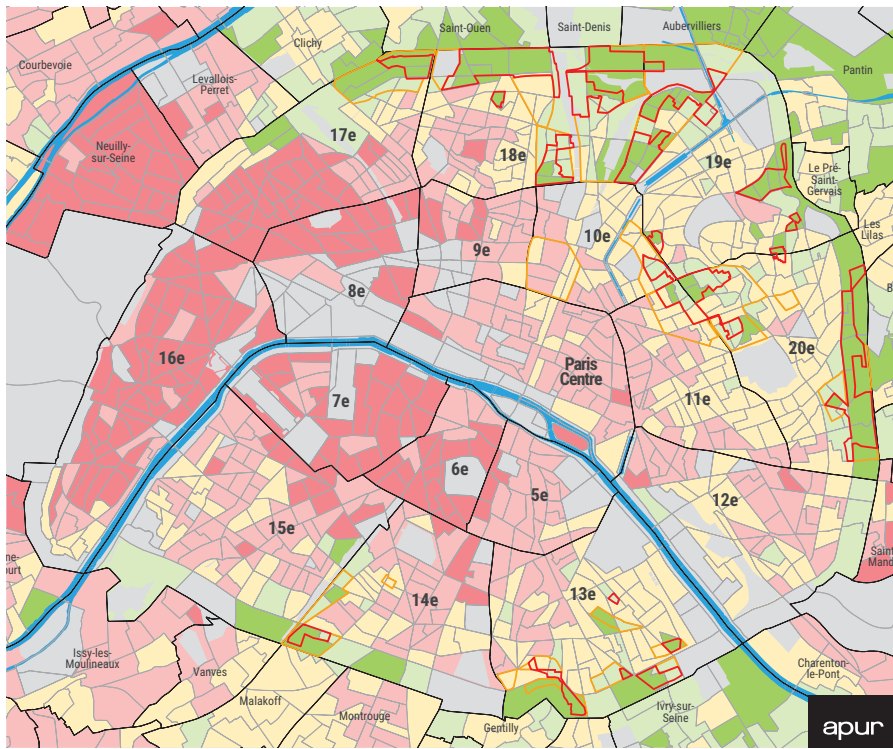 Saint-Ouen
Saint-Denis
Aubervilliers
Clichy
Courbevoie
Levallois-
Perret
Pantin
17e
Neuilly-
sur-Seine
18e
19e
Le Pré-
Saint-
Gervais
Les
Lilas
9e
10e
8e
16e
Paris
Centre
20e
7e
11e
6e
5e
12e
15e
Saint
Mand
13e
14e
Issy-les-
Moulineaux
Vanves
Charenton-
le-Pont
Malakoff
Montrouge
Ivry-sur-
Seine
Gentilly
apur